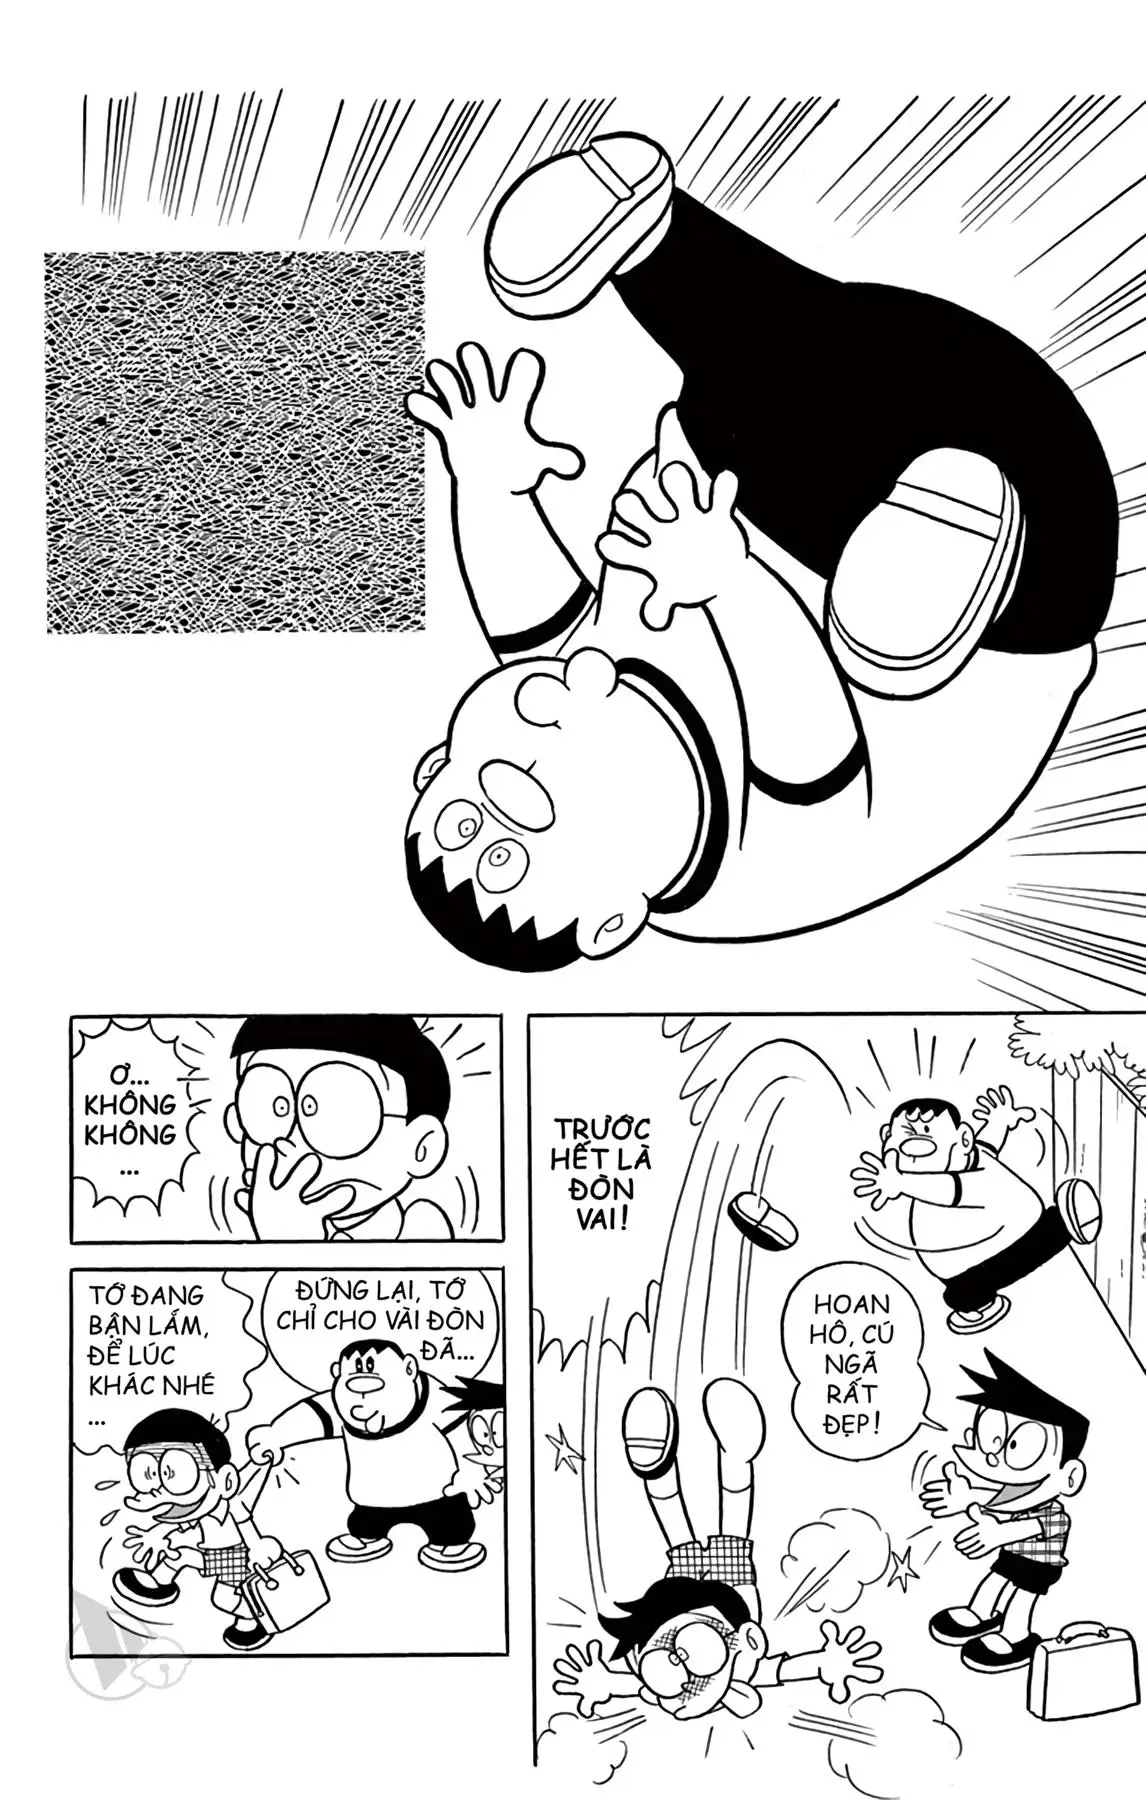 Ơ...
KHÔNG
KHÔNG
...
TỚ ĐANG
BẬN LẮM,
ĐỂ LÚC
KHÁC NHÉ
...
ĐỨNG LẠI, TỚ
CHỈ CHO VÀI ĐÒN
ĐÃ...
TRƯỚC
HẾT LÀ
ĐÒN
VAI!
HOAN
HÔ, CÚ
NGÃ
RẤT
ĐẸP!